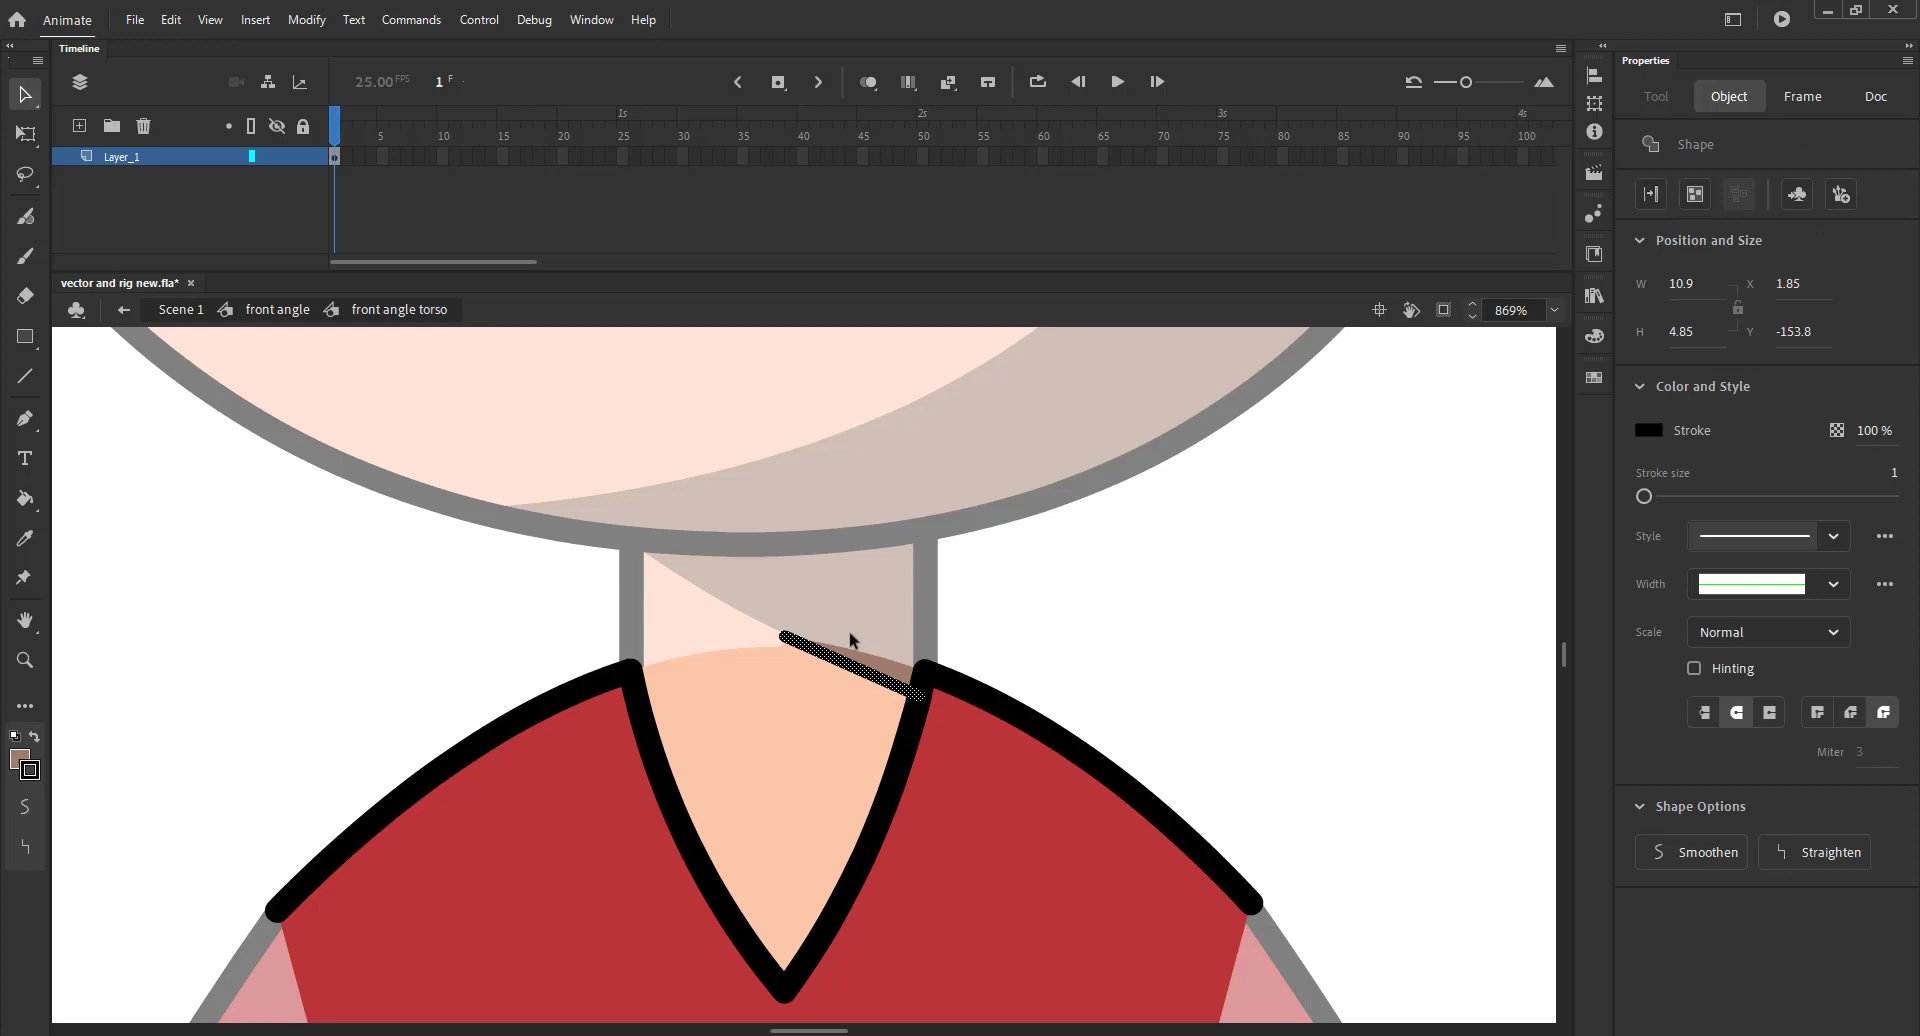 Animate File Edit View Insert Modify Text Commands Control Debug Window Help
Timeline
Properties
25.00 FPS 1 F
Tool Object Frame Doc
1s 2s 3s 4s
5 10 15 20 25 30 35 40 45 50 55 60 65 70 75 80 85 90 95 100
Layer_1
Shape
Position and Size
vector and rig new.fla*
W 10.9 X 1.85
Scene 1 front angle front angle torso 869%
H 4.85 Y -153.8
Color and Style
Stroke 100 %
Stroke size 1
Style
Width
Scale Normal
Hinting
Miter 3
Shape Options
Smoothen Straighten